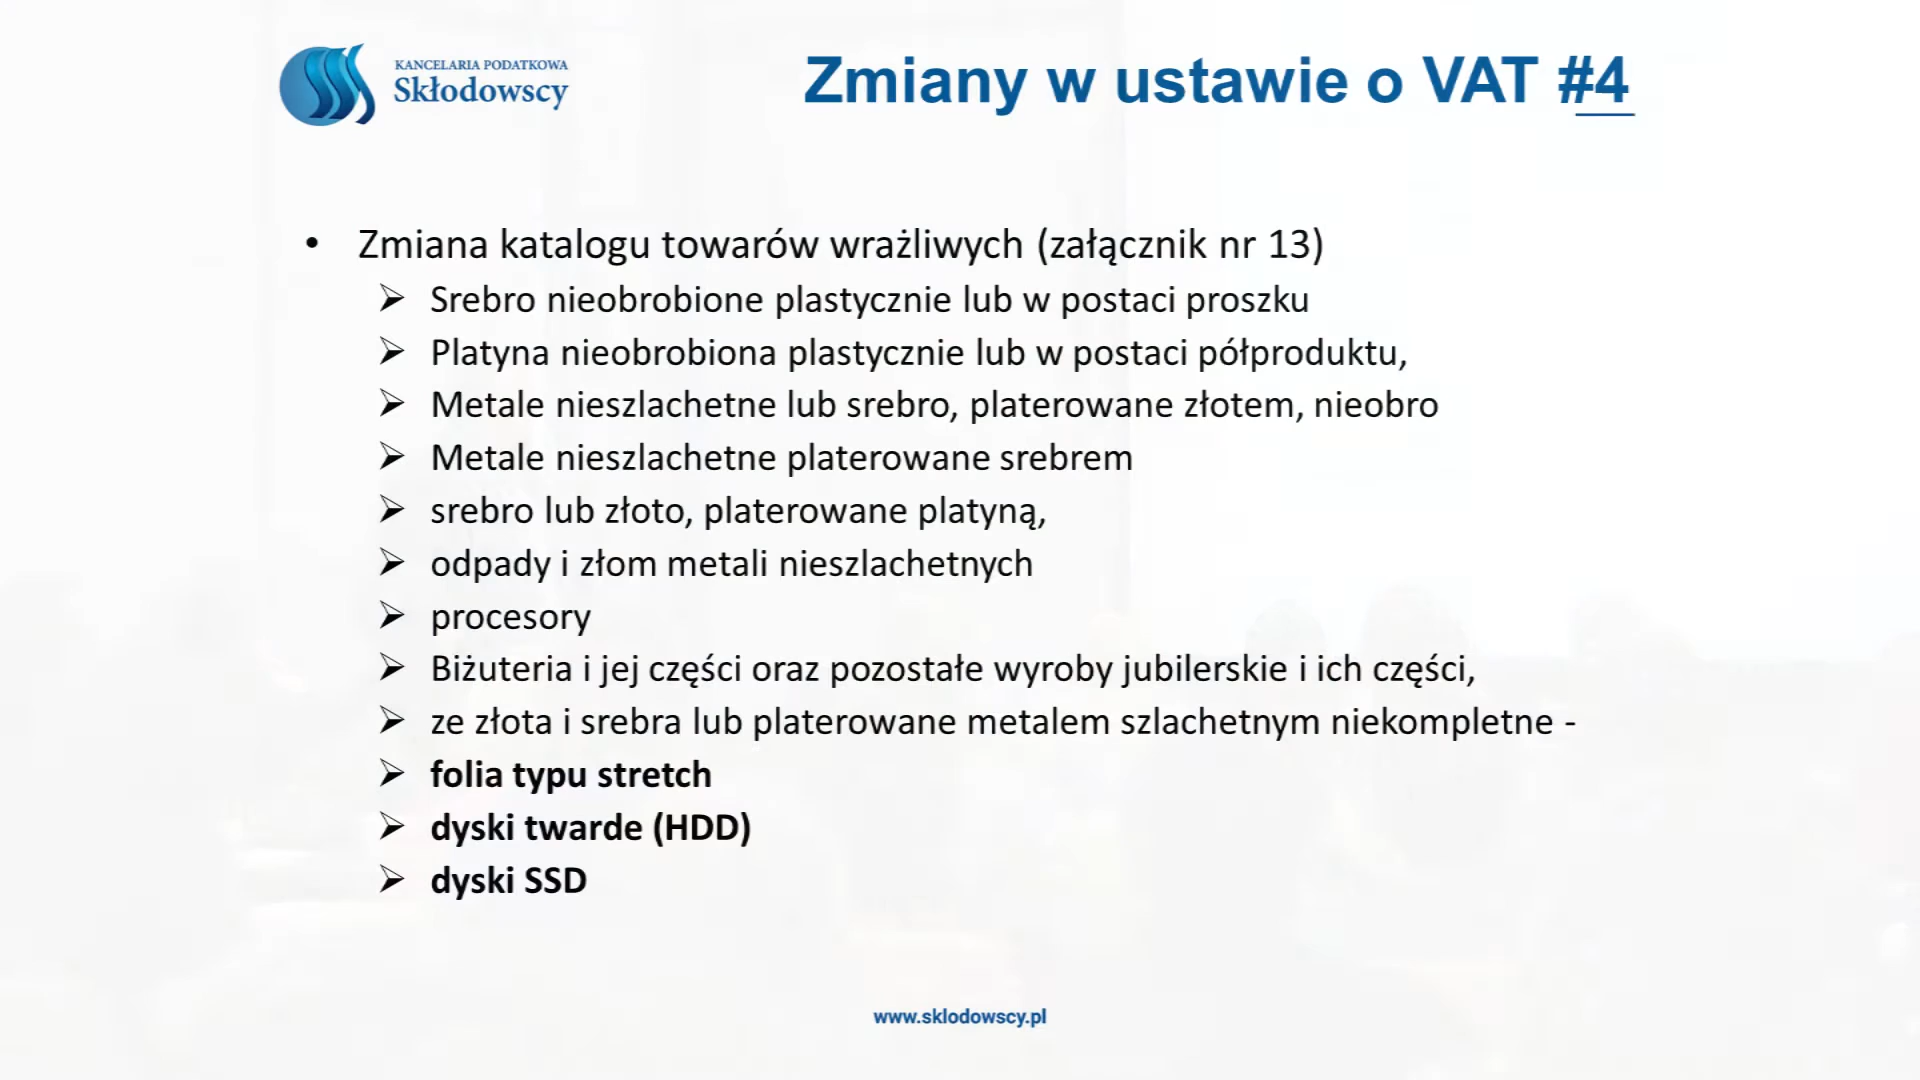 KANCELARIA PODATKOWA
Skłodowscy
Zmiany w ustawie o VAT #4
• Zmiana katalogu towarów wrażliwych (załącznik nr 13)
➢ Srebro nieobrobione plastycznie lub w postaci proszku
➢ Platyna nieobrobiona plastycznie lub w postaci półproduktu,
➢ Metale nieszlachetne lub srebro, platerowane złotem, nieobro
➢ Metale nieszlachetne platerowane srebrem
➢ srebro lub złoto, platerowane platyną,
➢ odpady i złom metali nieszlachetnych
➢ procesory
➢ Biżuteria i jej części oraz pozostałe wyroby jubilerskie i ich części,
➢ ze złota i srebra lub platerowane metalem szlachetnym niekompletne -
➢ folia typu stretch
➢ dyski twarde (HDD)
➢ dyski SSD
www.sklodowscy.pl